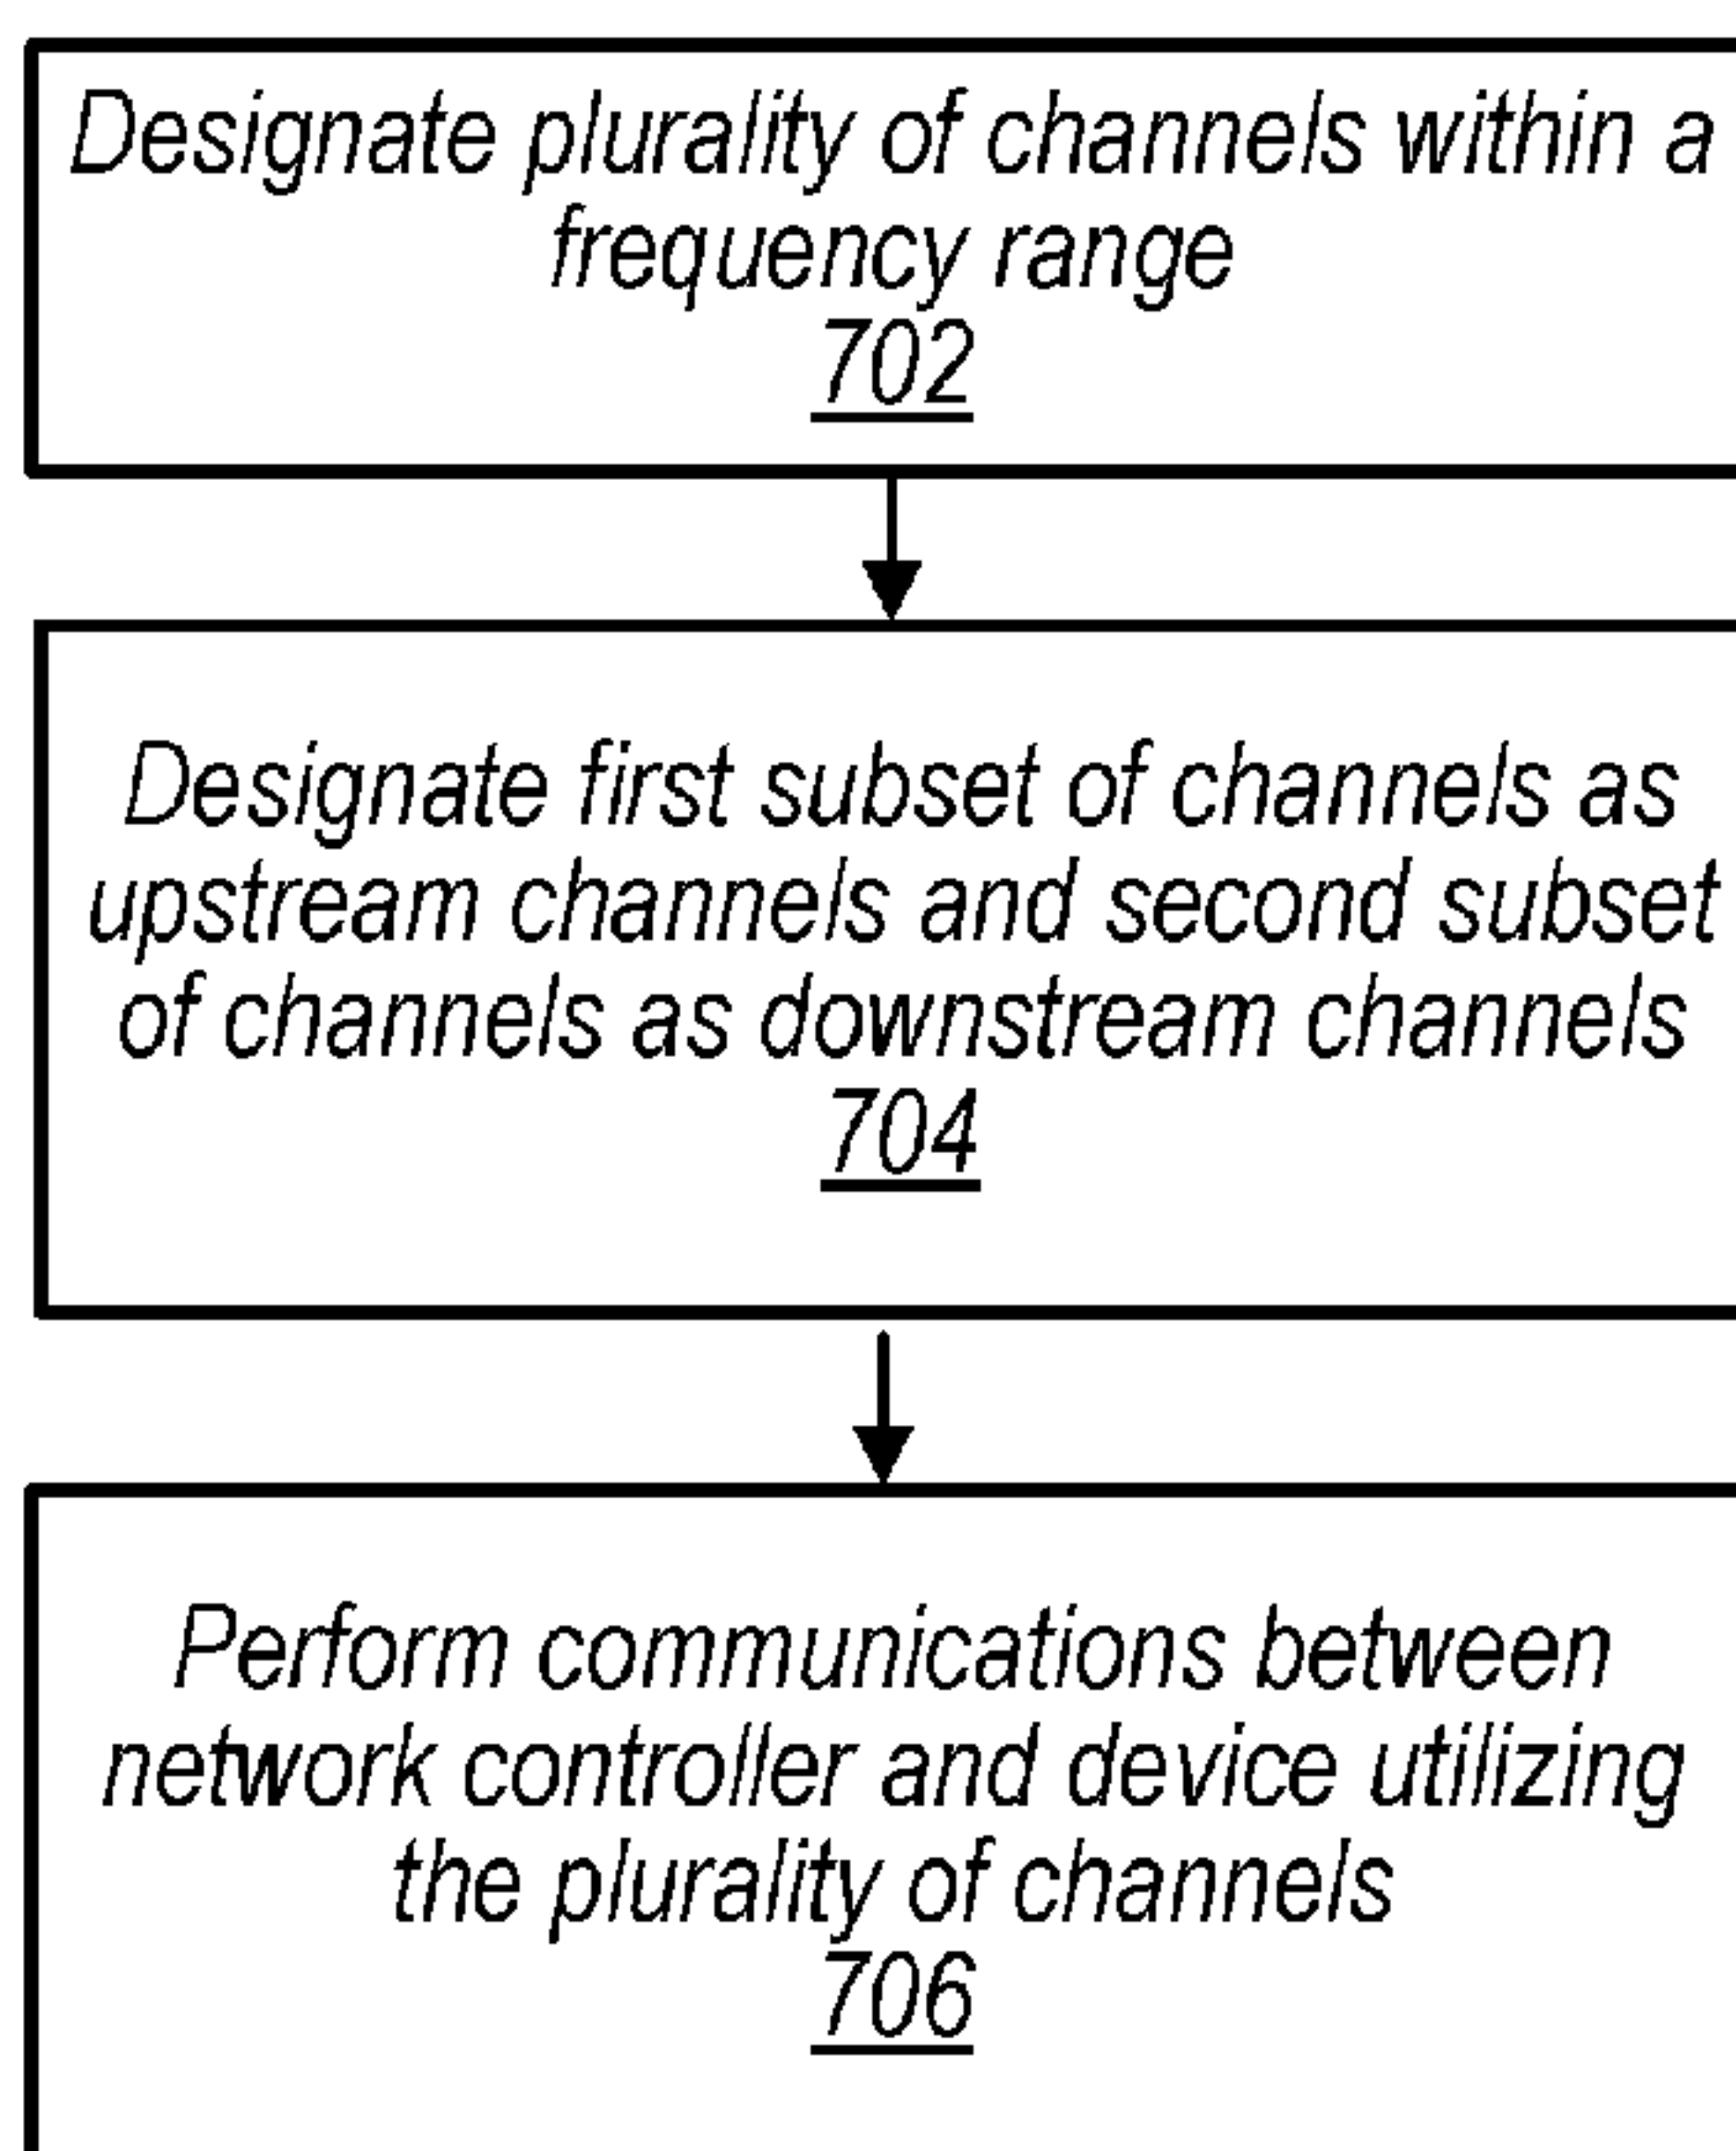 Designate plurality of channels within a
frequency range
702
Designate first subset of channels as
upstream channels and second subset
of channels as downstream channels
704
Perform communications between
network controller and device utilizing
the plurality of channels
706